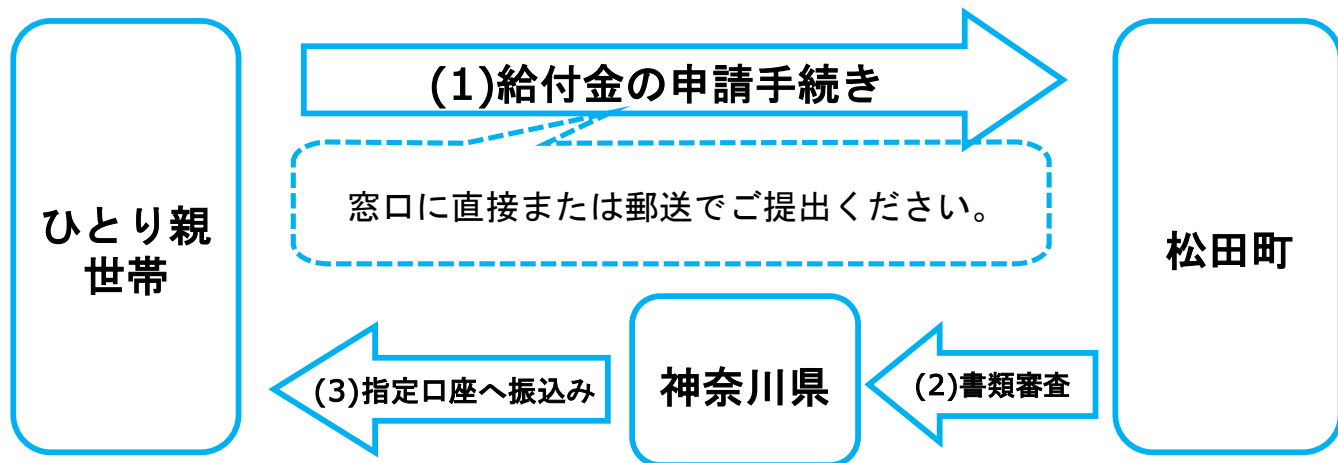 (1)給付金の申請手続き
窓口に直接または郵送でご提出ください。
ひとり親
世帯
松田町
神奈川県
(2)書類審査
(3)指定口座へ振込み